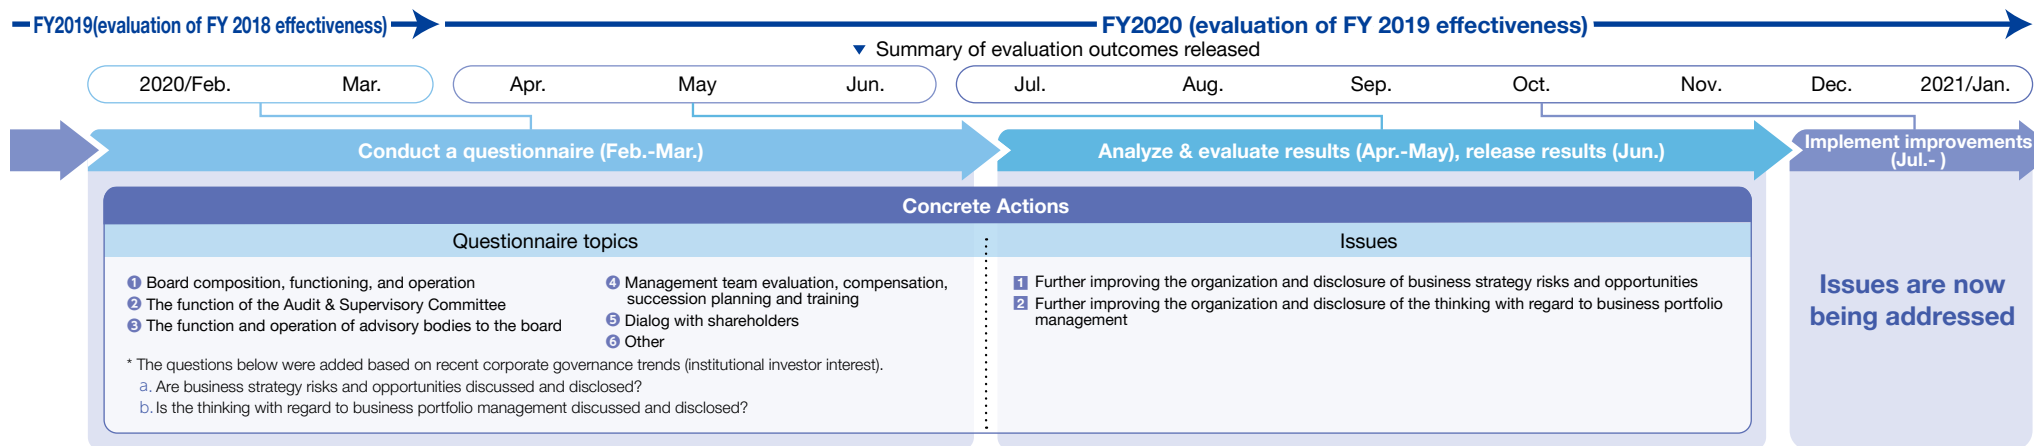 FY2019(evaluation of FY 2018 effectiveness)
FY2020 (evaluation of FY 2019 effectiveness)
▼ Summary of evaluation outcomes released
2020/Feb. Mar. Apr. May Jun. Jul. Aug. Sep. Oct. Nov. Dec. 2021/Jan.
Conduct a questionnaire (Feb.-Mar.)
Analyze & evaluate results (Apr.-May), release results (Jun.)
Implement improvements
(Jul.- )
Concrete Actions
Questionnaire topics
❶ Board composition, functioning, and operation
❷ The function of the Audit & Supervisory Committee
❸ The function and operation of advisory bodies to the board
❹ Management team evaluation, compensation,
succession planning and training
❺ Dialog with shareholders
❻ Other
* The questions below were added based on recent corporate governance trends (institutional investor interest).
a. Are business strategy risks and opportunities discussed and disclosed?
b. Is the thinking with regard to business portfolio management discussed and disclosed?
Issues
1 Further improving the organization and disclosure of business strategy risks and opportunities
2 Further improving the organization and disclosure of the thinking with regard to business portfolio
management
Issues are now
being addressed